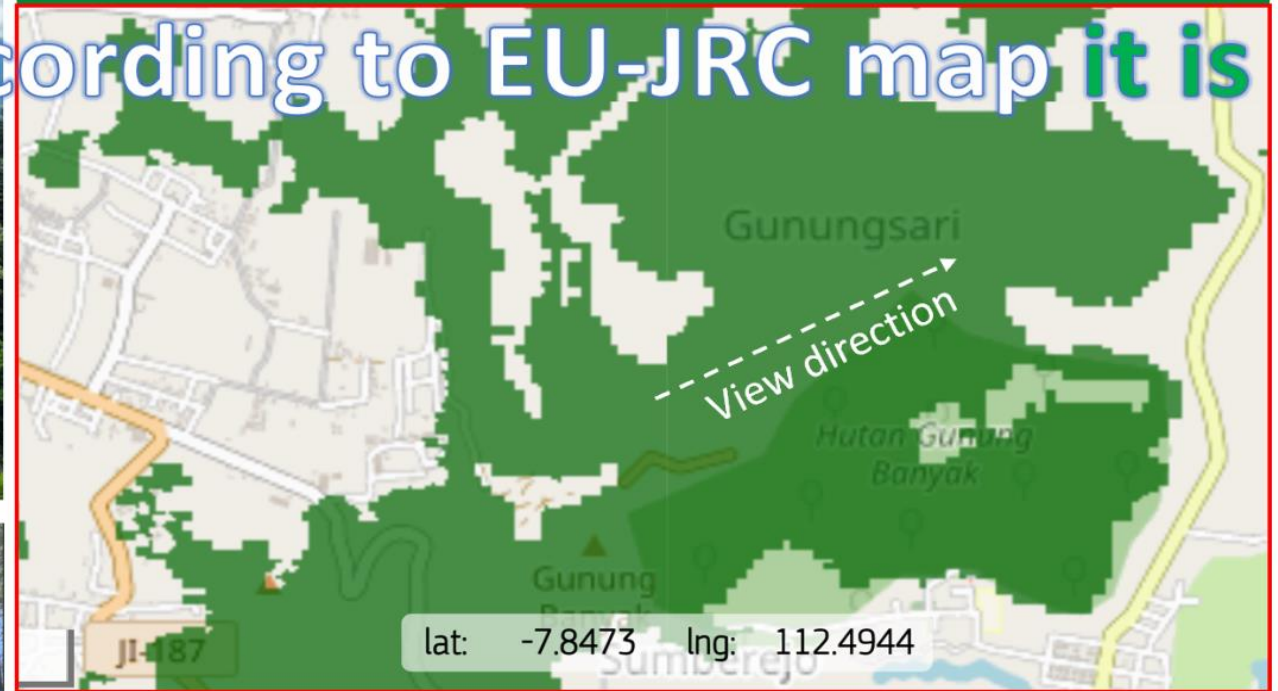 cording to EU-JRC map it is
Gunungsari
View direction
Hutan Gunung
Banyak
Gunung
Banyak
JI-187
lat: -7.8473 lng: 112.4944
Sumberejo